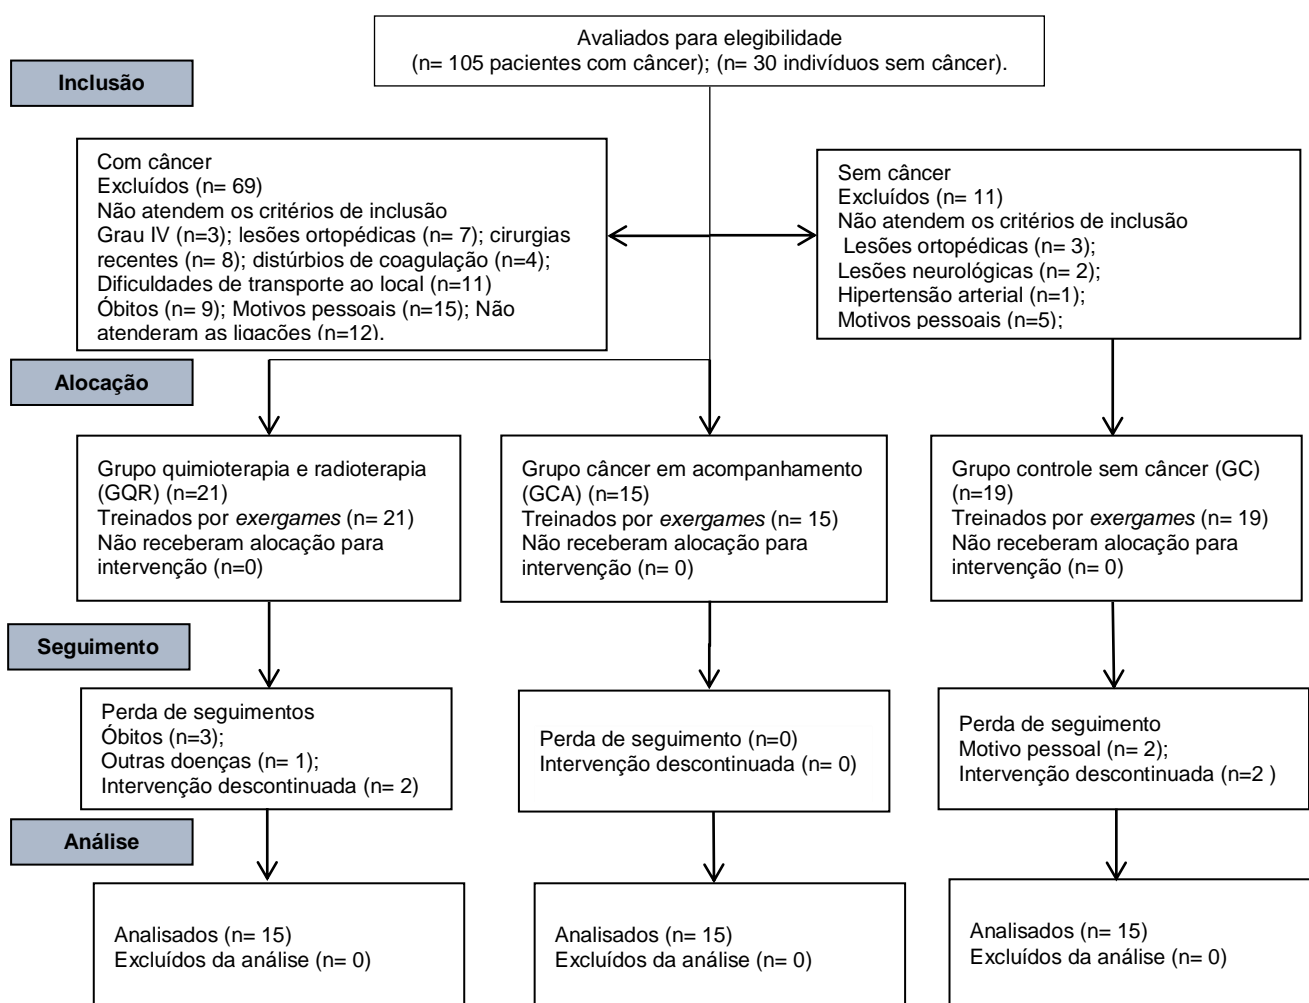 Avaliados para elegibilidade
(n= 105 pacientes com câncer); (n= 30 indivíduos sem câncer).
Inclusão
Com câncer
Excluídos (n= 69)
Não atendem os critérios de inclusão
Grau IV (n=3); lesões ortopédicas (n= 7); cirurgias
recentes (n= 8); distúrbios de coagulação (n=4);
Dificuldades de transporte ao local (n=11)
Óbitos (n= 9); Motivos pessoais (n=15); Não
atenderam as ligações (n=12).
Sem câncer
Excluídos (n= 11)
Não atendem os critérios de inclusão
Lesões ortopédicas (n= 3);
Lesões neurológicas (n= 2);
Hipertensão arterial (n=1);
Motivos pessoais (n=5);
Alocação
Grupo quimioterapia e radioterapia
(GQR) (n=21)
Treinados por exergames (n= 21)
Não receberam alocação para
intervenção (n=0)
Grupo câncer em acompanhamento
(GCA) (n=15)
Treinados por exergames (n= 15)
Não receberam alocação para
intervenção (n= 0)
Grupo controle sem câncer (GC)
(n=19)
Treinados por exergames (n= 19)
Não receberam alocação para
intervenção (n= 0)
Seguimento
Perda de seguimentos
Óbitos (n=3);
Outras doenças (n= 1);
Intervenção descontinuada (n= 2)
Perda de seguimento (n=0)
Intervenção descontinuada (n= 0)
Perda de seguimento
Motivo pessoal (n= 2);
Intervenção descontinuada (n=2 )
Análise
Analisados (n= 15)
Excluídos da análise (n= 0)
Analisados (n= 15)
Excluídos da análise (n= 0)
Analisados (n= 15)
Excluídos da análise (n= 0)